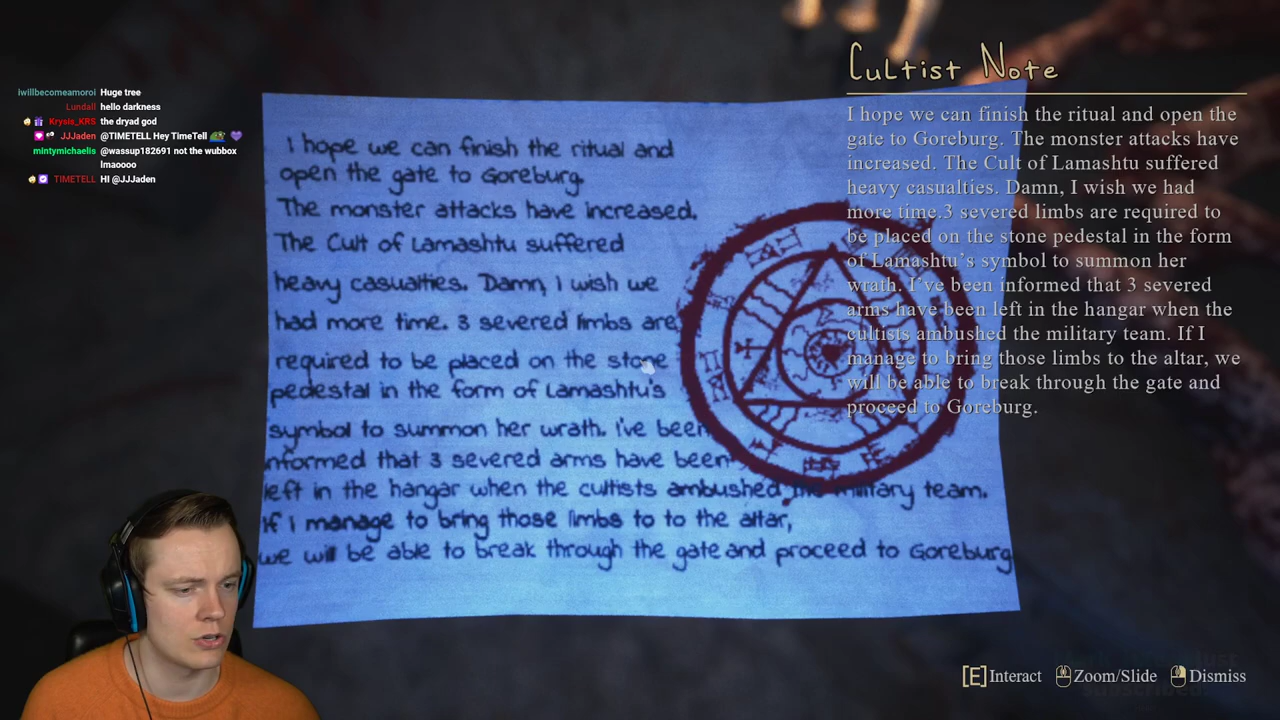 iwillbecomeamoroi Huge tree
Lundall hello darkness
Krysis_KRS the dryad god
JJJaden @TIMETELL Hey TimeTell
mintymichaelis @wassup182691 not the wubbox
lmaoooo
TIMETELL HI @JJJaden
I hope we can finish the ritual and
open the gate to Goreburg.
The monster attacks have increased.
The Cult of Lamashtu suffered
heavy casualties. Damn, I wish we
had more time. 3 severed limbs are
required to be placed on the stone
pedestal in the form of Lamashtu's
symbol to summon her wrath. I've been
informed that 3 severed arms have been
left in the hangar when the cultists ambushed the military team.
If I manage to bring those limbs to to the altar,
we will be able to break through the gate and proceed to Goreburg
Cultist Note
I hope we can finish the ritual and open the
gate to Goreburg. The monster attacks have
increased. The Cult of Lamashtu suffered
heavy casualties. Damn, I wish we had
more time.3 severed limbs are required to
be placed on the stone pedestal in the form
of Lamashtu's symbol to summon her
wrath. I've been informed that 3 severed
arms have been left in the hangar when the
cultists ambushed the military team. If I
manage to bring those limbs to the altar, we
will be able to break through the gate and
proceed to Goreburg.
[E]Interact Zoom/Slide Dismiss